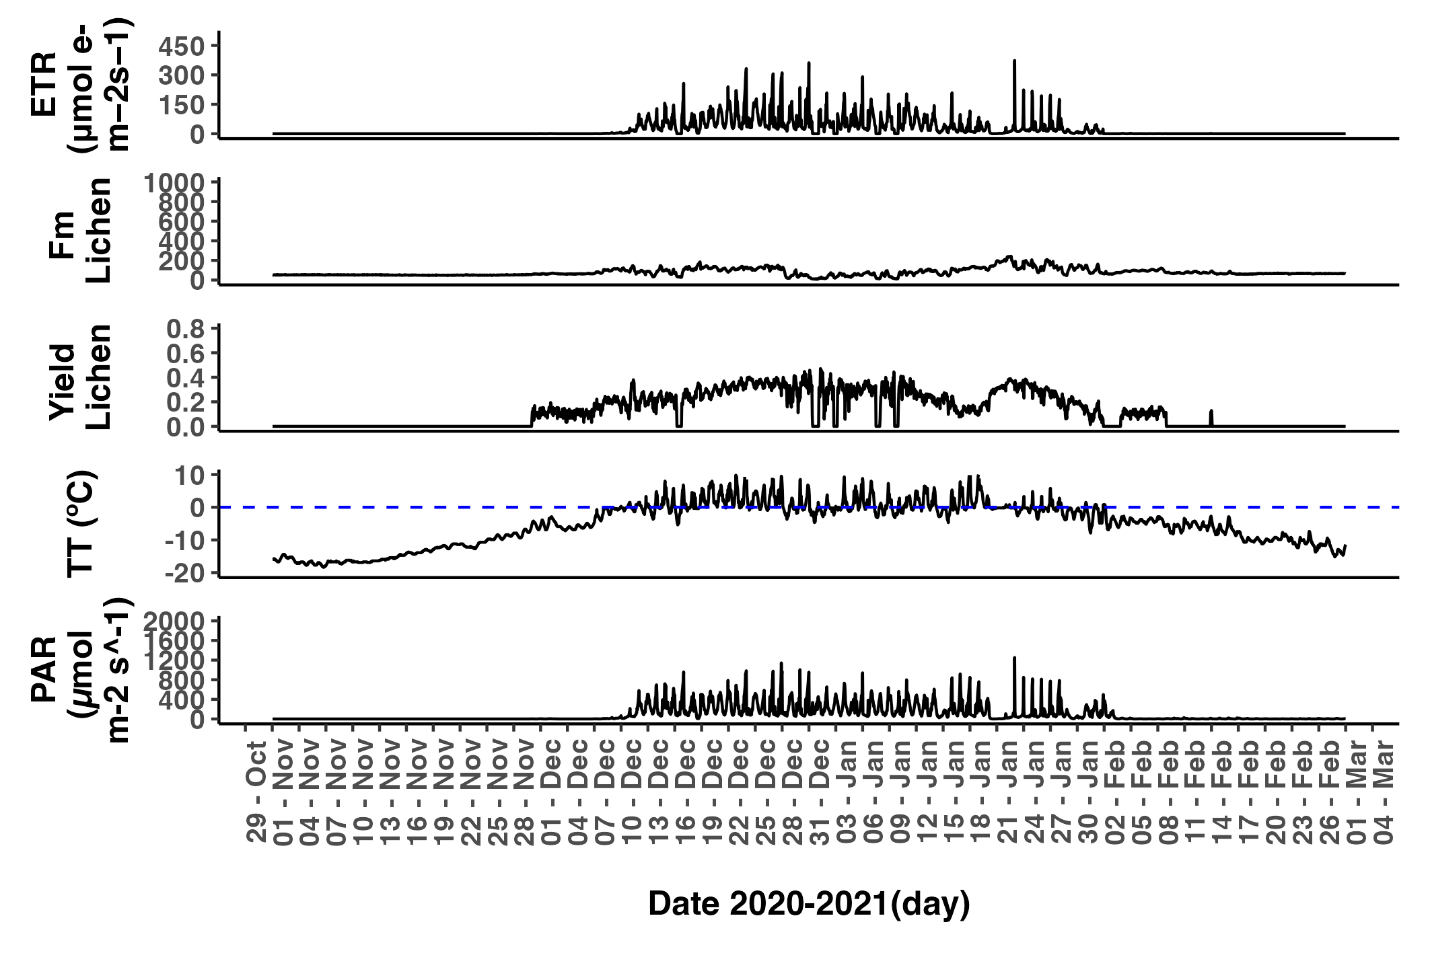 ETR
(µmol e-
m−2s−1)
450
300
150
0
Fm
Lichen
1000
800
600
400
200
0
Yield
Lichen
0.8
0.6
0.4
0.2
0.0
TT (ºC)
10
0
-10
-20
PAR
(µmol
m-2 s^-1)
2000
1600
1200
800
400
0
29 - Oct
01 - Nov
04 - Nov
07 - Nov
10 - Nov
13 - Nov
16 - Nov
19 - Nov
22 - Nov
25 - Nov
28 - Nov
01 - Dec
04 - Dec
07 - Dec
10 - Dec
13 - Dec
16 - Dec
19 - Dec
22 - Dec
25 - Dec
28 - Dec
31 - Dec
03 - Jan
06 - Jan
09 - Jan
12 - Jan
15 - Jan
18 - Jan
21 - Jan
24 - Jan
27 - Jan
30 - Jan
02 - Feb
05 - Feb
08 - Feb
11 - Feb
14 - Feb
17 - Feb
20 - Feb
23 - Feb
26 - Feb
01 - Mar
04 - Mar
Date 2020-2021(day)